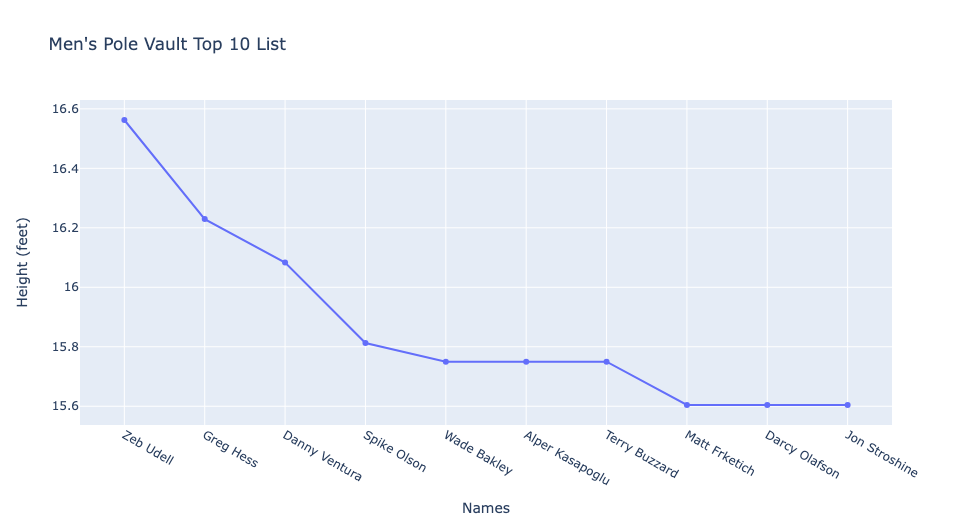 Men's Pole Vault Top 10 List
16.6
16.4
16.2
16
15.8
15.6
Height (feet)
Zeb Udell
Greg Hess
Danny Ventura
Spike Olson
Wade Bakley
Alper Kasapoglu
Terry Buzzard
Matt Frketich
Darcy Olafson
Jon Stroshine
Names